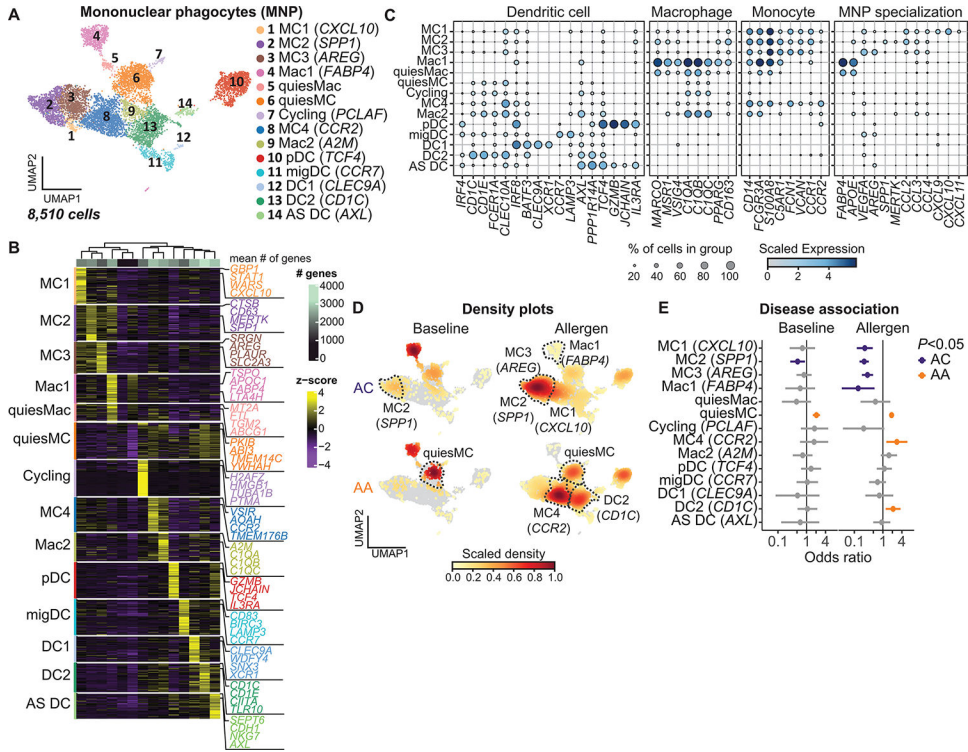 A
Mononuclear phagocytes (MNP)
4
5
7
6
10
2
3
1
8
9
14
13
12
11
UMAP2
UMAP1
8,510 cells
1 MC1 (CXCL10)
2 MC2 (SPP1)
3 MC3 (AREG)
4 Mac1 (FABP4)
5 quiesMac
6 quiesMC
7 Cycling (PCLAF)
8 MC4 (CCR2)
9 Mac2 (A2M)
10 pDC (TCF4)
11 migDC (CCR7)
12 DC1 (CLEC9A)
13 DC2 (CD1C)
14 AS DC (AXL)
B
mean # of genes
MC1
MC2
MC3
Mac1
quiesMac
quiesMC
Cycling
MC4
Mac2
pDC
migDC
DC1
DC2
AS DC
GBP1
STAT1
WARS
CXCL10
CTSB
CD63
MERTK
SPP1
SRGN
AREG
PLAUR
SLC2A3
TSPO
APOC1
FABP4
LTA4H
MT2A
FTL
TGM2
ABCG1
PKIB
ABI3
TMEM14C
YWHAH
H2AFZ
HMGB1
TUBA1B
PTMA
VSIR
AOAH
CCR2
TMEM176B
A2M
C1QA
C1QB
C1QC
GZMB
JCHAIN
TCF4
IL3RA
CD83
BIRC3
LAMP3
CCR7
CLEC9A
WDFY4
SNX3
XCR1
CD1C
CD1E
CIITA
TLR10
SEPT6
CDH1
NKG7
AXL
# genes
4000
3000
2000
1000
0
z-score
4
2
0
−2
−4
C
Dendritic cell
Macrophage
Monocyte
MNP specialization
MC1
MC2
MC3
Mac1
quiesMac
quiesMC
Cycling
MC4
Mac2
pDC
migDC
DC1
DC2
AS DC
IRF4
CD1C
CD1E
FCER1A
CLEC10A
IRF8
BATF3
CLEC9A
XCR1
CCR7
LAMP3
AXL
PPP1R14A
TCF4
GZMB
JCHAIN
IL3RA
MARCO
MSR1
VSIG4
C1QA
C1QB
C1QC
PPARG
CD163
CD14
FCGR3A
S100A8
C5AR1
FCN1
VCAN
CCR1
CCR2
FABP4
APOE
VEGFA
AREG
SPP1
MERTK
CCL2
CCL3
CCL4
CXCL9
CXCL10
CXCL11
% of cells in group
20 40 60 80 100
Scaled Expression
0 2 4
D
Density plots
Baseline
Allergen
AC
MC2
(SPP1)
MC3
(AREG)
Mac1
(FABP4)
MC2
(SPP1)
MC1
(CXCL10)
AA
quiesMC
quiesMC
MC4
(CCR2)
DC2
(CD1C)
UMAP2
UMAP1
Scaled density
0.0 0.2 0.4 0.6 0.8 1.0
E
Disease association
Baseline
Allergen
P<0.05
AC
AA
MC1 (CXCL10)
MC2 (SPP1)
MC3 (AREG)
Mac1 (FABP4)
quiesMac
quiesMC
Cycling (PCLAF)
MC4 (CCR2)
Mac2 (A2M)
pDC (TCF4)
migDC (CCR7)
DC1 (CLEC9A)
DC2 (CD1C)
AS DC (AXL)
0.1 1 4
0.1 1 4
Odds ratio